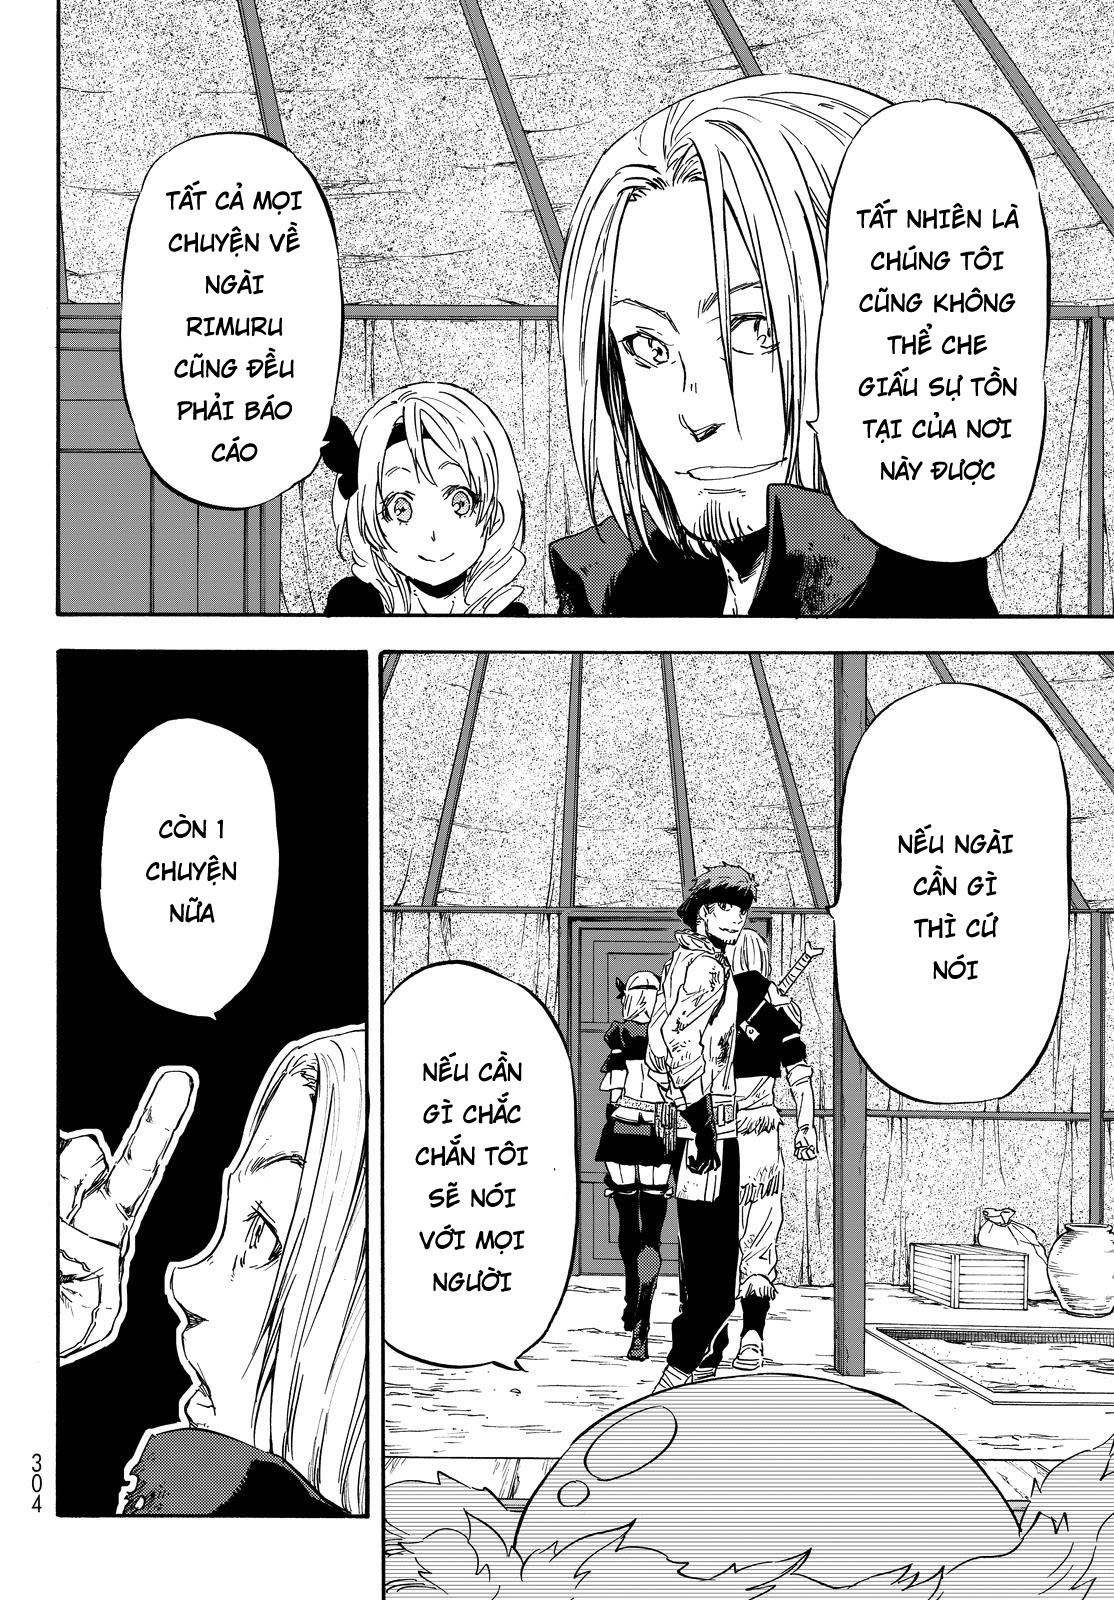 TẤT NHIÊN LÀ
CHÚNG TÔI
CŨNG KHÔNG
THỂ CHE
GIẤU SỰ TỒN
TẠI CỦA NƠI
NÀY ĐƯỢC
TẤT CẢ MỌI
CHUYỆN VỀ
NGÀI
RIMURU
CŨNG ĐỀU
PHẢI BÁO
CÁO
NẾU NGÀI
CẦN GÌ
THÌ CỨ
NÓI
NẾU CẦN
GÌ CHẮC
CHẮN TÔI
SẼ NÓI
VỚI MỌI
NGƯỜI
CÒN 1
CHUYỆN
NỮA
304